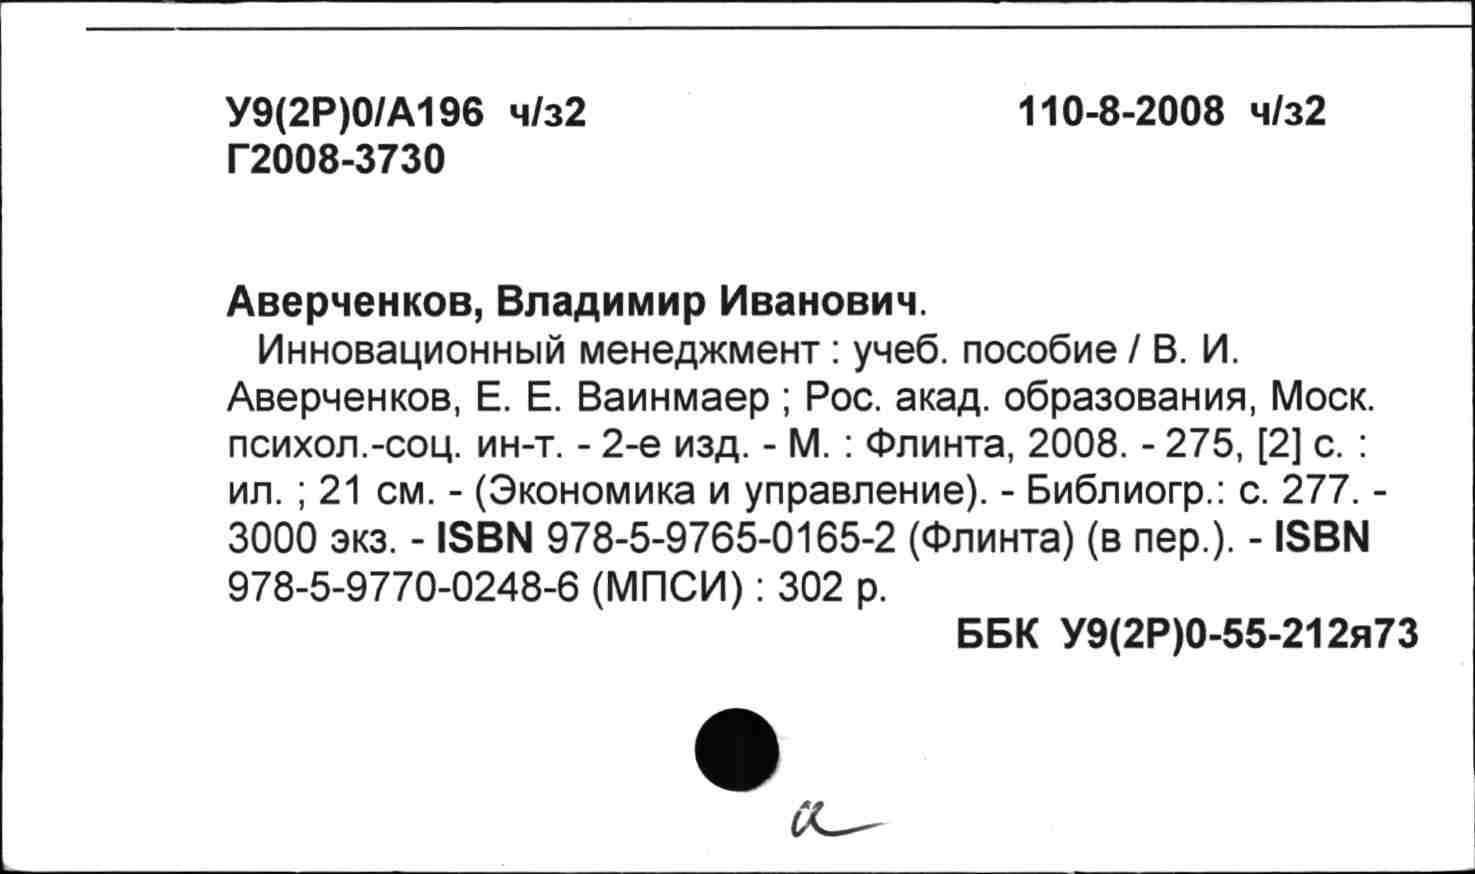 У9(2Р)0/А196 ч/з2
110-8-2008 ч/з2
Г2008-3730
Аверченков, Владимир Иванович.
Инновационный менеджмент : учеб. пособие / В. И.
Аверченков, Е. Е. Ваинмаер ; Рос. акад. образования, Моск.
психол.-соц. ин-т. - 2-е изд. - М. : Флинта, 2008. - 275, [2] с. :
ил. ; 21 см. - (Экономика и управление). - Библиогр.: с. 277. -
3000 экз. - ISBN 978-5-9765-0165-2 (Флинта) (в пер.). - ISBN
978-5-9770-0248-6 (МПСИ) : 302 р.
ББК У9(2Р)0-55-212я73